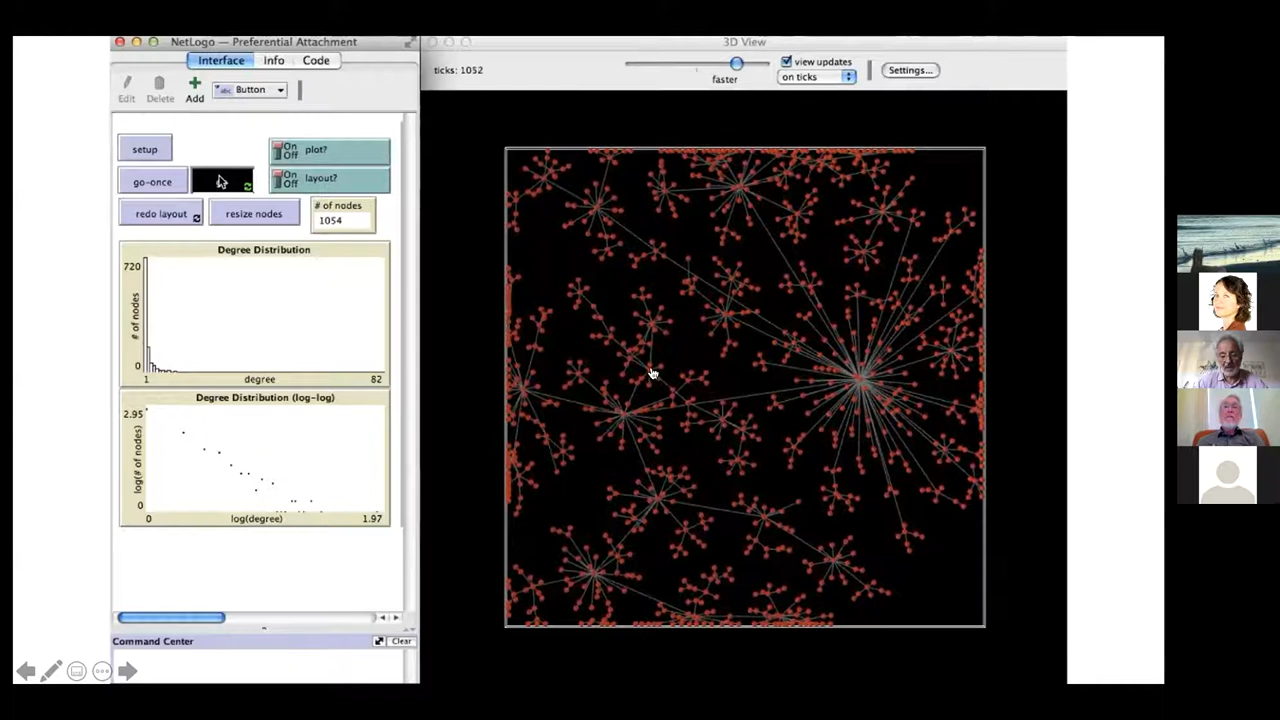 NetLogo — Preferential Attachment
Interface Info Code
Edit Delete Add abc Button
setup
On
Off plot?
go-once
On
Off layout?
redo layout
resize nodes
# of nodes
1054
Degree Distribution
720
# of nodes
0
1 degree 82
Degree Distribution (log-log)
2.95
log(# of nodes)
0
0 log(degree) 1.97
Command Center
Clear
3D View
ticks: 1052
faster
view updates
on ticks
Settings...